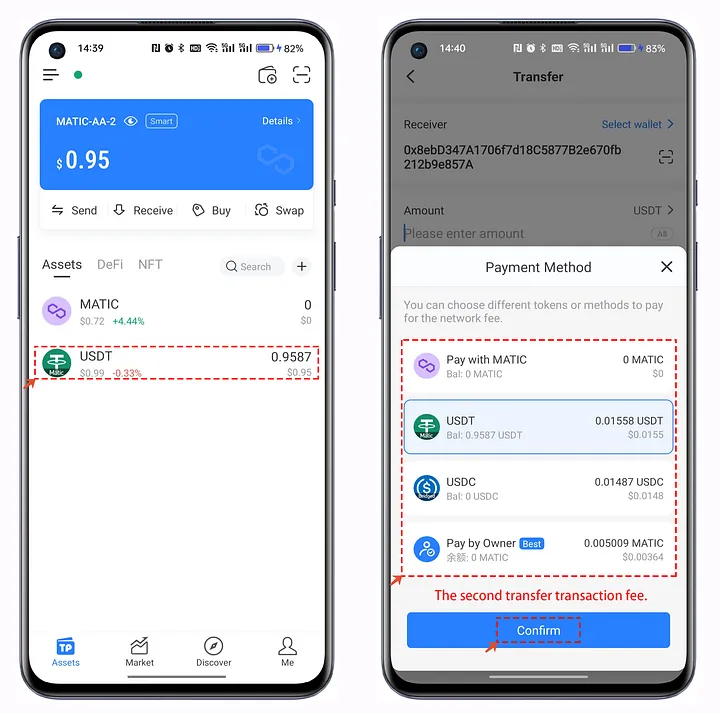 14:39
82%
MATIC-AA-2 Smart Details
$ 0.95
Send Receive Buy Swap
Assets DeFi NFT Search
MATIC 0
$0.72 +4.44% $0
USDT 0.9587
Matic $0.99 -0.33% $0.95
TP
Assets Market Discover Me
14:40
83%
Transfer
Receiver Select wallet
0x8ebD347A1706f7d18C5877B2e670fb
212b9e857A
Amount USDT
Please enter amount All
Payment Method
You can choose different tokens or methods to pay
for the network fee.
Pay with MATIC 0 MATIC
Bal: 0 MATIC $0
USDT 0.01558 USDT
Matic Bal: 0.9587 USDT $0.0155
USDC 0.01487 USDC
Bal: 0 USDC $0.0148
Pay by Owner Best 0.005009 MATIC
余额: 0 MATIC $0.00364
The second transfer transaction fee.
Confirm